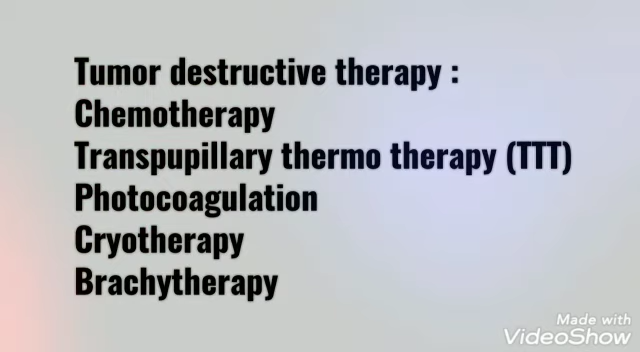 Tumor destructive therapy :
Chemotherapy
Transpupillary thermo therapy (TTT)
Photocoagulation
Cryotherapy
Brachytherapy
Made with
VideoShow